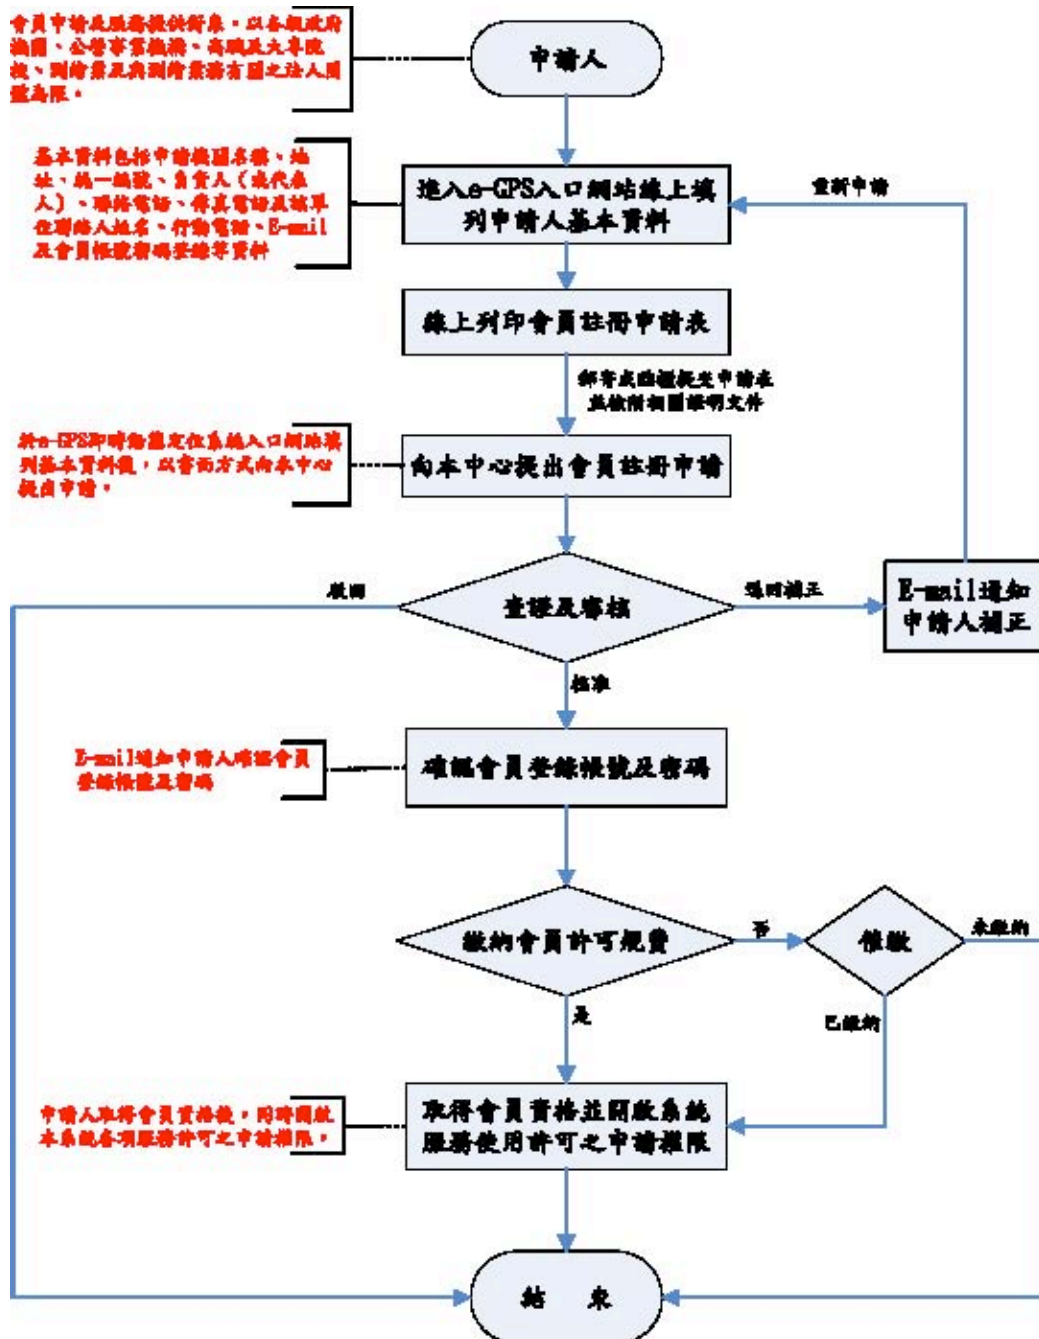 會員申請及服務提供對象，以各級政府
機關、公營事業機構、高職及大專院
校、測繪業及與測繪業務有關之法人團
體為限。
申請人
基本資料包括申請機關名稱、地
址、統一編號、負責人（或代表
人）、聯絡電話、傳真電話及該單
位聯絡人姓名、行動電話、E-mail
及會員帳號密碼登錄等資料
進入e-GPS入口網站線上填
列申請人基本資料
重新申請
線上列印會員註冊申請表
郵寄或臨櫃提交申請表
並檢附相關證明文件
於e-GPS即時動態定位系統入口網站填
列基本資料後，以書面方式向本中心
提出申請。
向本中心提出會員註冊申請
駁回
查證及審核
退回補正
E-mail通知
申請人補正
核准
E-mail通知申請人確認會員
登錄帳號及密碼
確認會員登錄帳號及密碼
繳納會員許可規費
否
催繳
未繳納
是
已繳納
申請人取得會員資格後，同時開啟
本系統各項服務許可之申請權限。
取得會員資格並開啟系統
服務使用許可之申請權限
結 束